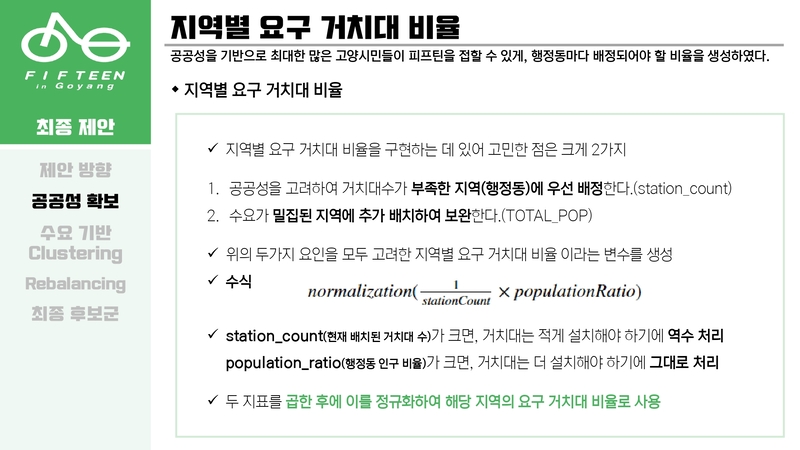 FIFTEEN
in Goyang
최종 제안
제안 방향
공공성 확보
수요 기반
Clustering
Rebalancing
최종 후보군
지역별 요구 거치대 비율
공공성을 기반으로 최대한 많은 고양시민들이 피프틴을 접할 수 있게, 행정동마다 배정되어야 할 비율을 생성하였다.
◆ 지역별 요구 거치대 비율
✓ 지역별 요구 거치대 비율을 구현하는 데 있어 고민한 점은 크게 2가지
1. 공공성을 고려하여 거치대수가 부족한 지역(행정동)에 우선 배정한다.(station_count)
2. 수요가 밀집된 지역에 추가 배치하여 보완한다.(TOTAL_POP)
✓ 위의 두가지 요인을 모두 고려한 지역별 요구 거치대 비율 이라는 변수를 생성
✓ 수식
normalization(1/stationCount × populationRatio)
✓ station_count(현재 배치된 거치대 수)가 크면, 거치대는 적게 설치해야 하기에 역수 처리
population_ratio(행정동 인구 비율)가 크면, 거치대는 더 설치해야 하기에 그대로 처리
✓ 두 지표를 곱한 후에 이를 정규화하여 해당 지역의 요구 거치대 비율로 사용